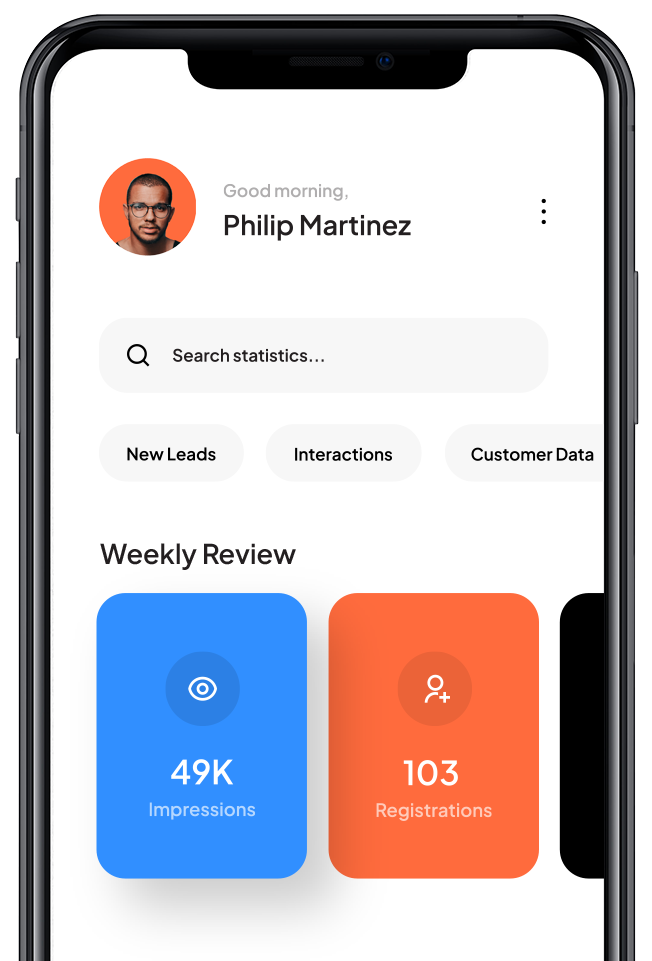 Good morning,
Philip Martinez
Search statistics...
New Leads
Interactions
Customer Data
Weekly Review
49K
Impressions
103
Registrations